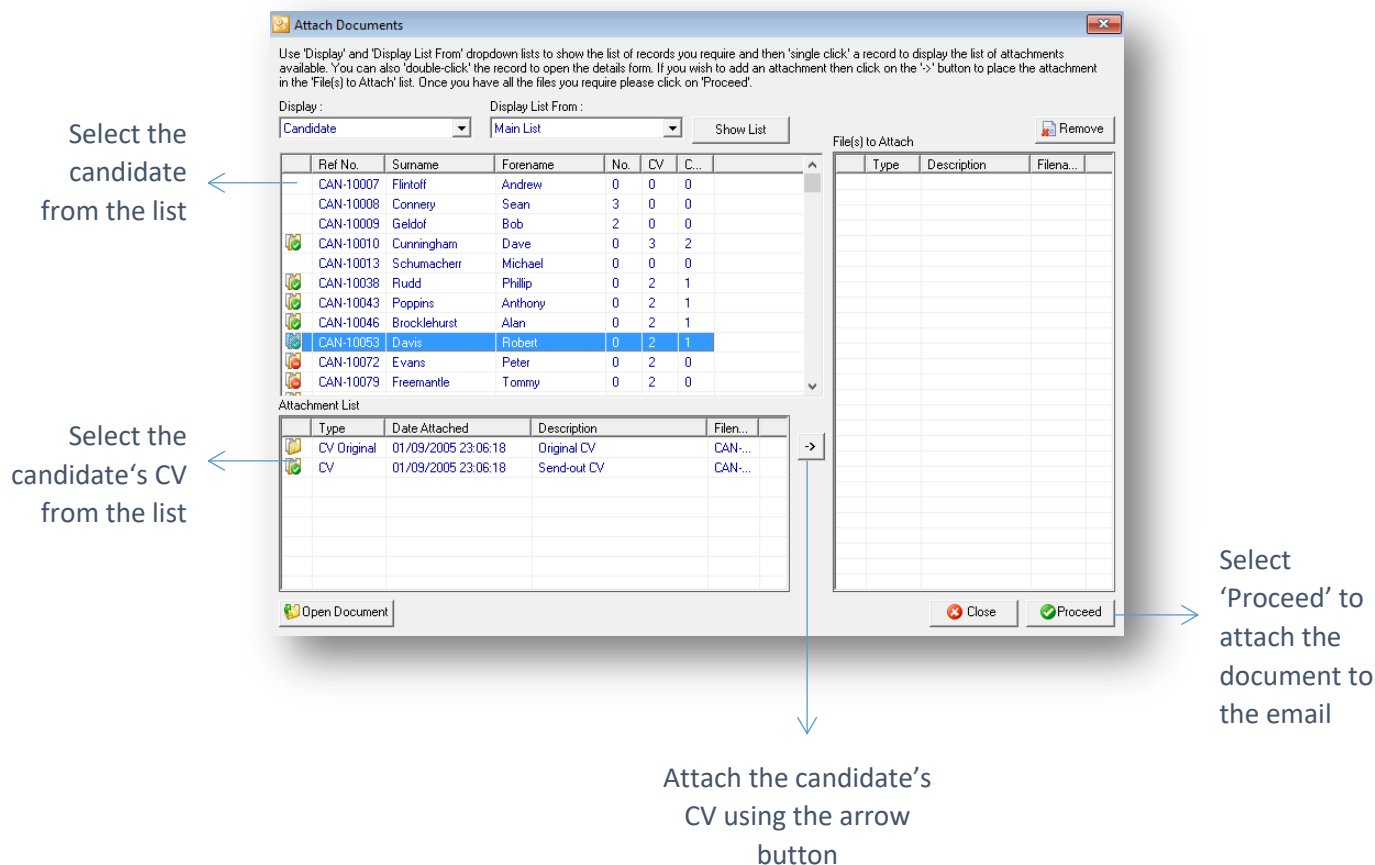 Attach Documents
Use 'Display' and 'Display List From' dropdown lists to show the list of records you require and then 'single click' a record to display the list of attachments
available. You can also 'double-click' the record to open the details form. If you wish to add an attachment then click on the '->' button to place the attachment
in the 'File(s) to Attach' list. Once you have all the files you require please click on 'Proceed'.
Display :
Display List From :
Candidate
Main List
Show List
Remove
File(s) to Attach
Ref No. Surname Forename No. CV C...
CAN-10007 Flintoff Andrew 0 0 0
CAN-10008 Connery Sean 3 0 0
CAN-10009 Geldof Bob 2 0 0
CAN-10010 Cunningham Dave 0 3 2
CAN-10013 Schumacherr Michael 0 0 0
CAN-10038 Rudd Phillip 0 2 1
CAN-10043 Poppins Anthony 0 2 1
CAN-10046 Brocklehurst Alan 0 2 1
CAN-10053 Davis Robert 0 2 1
CAN-10072 Evans Peter 0 2 0
CAN-10079 Freemantle Tommy 0 2 0
Type Description Filena...
Attachment List
Type Date Attached Description Filen...
CV Original 01/09/2005 23:06:18 Original CV CAN-...
CV 01/09/2005 23:06:18 Send-out CV CAN-...
->
Open Document
Close
Proceed
Select the
candidate
from the list
Select the
candidate‘s CV
from the list
Select
‘Proceed’ to
attach the
document to
the email
Attach the candidate’s
CV using the arrow
button